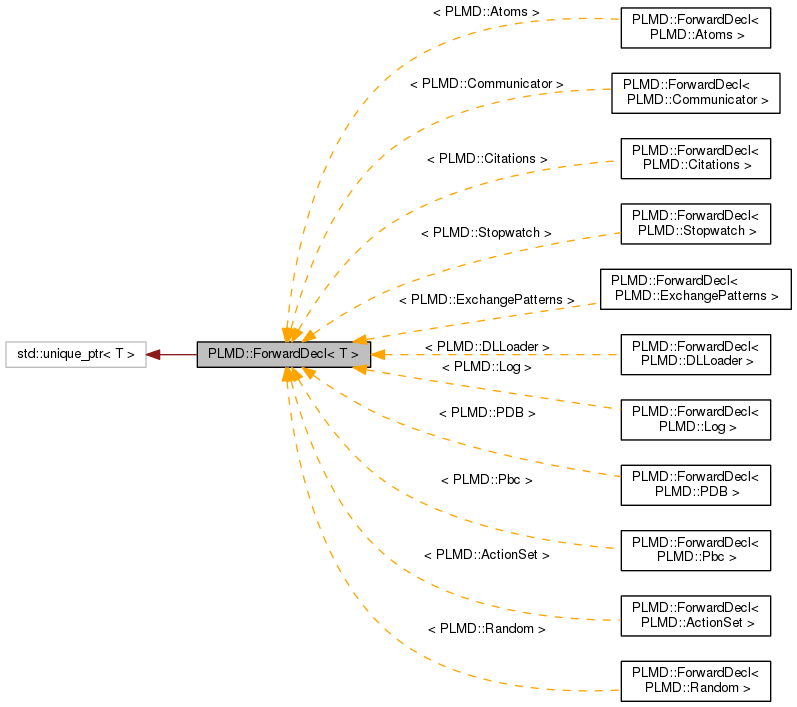 < PLMD::Atoms >
PLMD::ForwardDecl<
PLMD::Atoms >
< PLMD::Communicator >
PLMD::ForwardDecl<
PLMD::Communicator >
< PLMD::Citations >
PLMD::ForwardDecl<
PLMD::Citations >
< PLMD::Stopwatch >
PLMD::ForwardDecl<
PLMD::Stopwatch >
< PLMD::ExchangePatterns >
PLMD::ForwardDecl<
PLMD::ExchangePatterns >
std::unique_ptr< T >
PLMD::ForwardDecl< T >
< PLMD::DLLoader >
PLMD::ForwardDecl<
PLMD::DLLoader >
< PLMD::Log >
PLMD::ForwardDecl<
PLMD::Log >
< PLMD::PDB >
PLMD::ForwardDecl<
PLMD::PDB >
< PLMD::Pbc >
PLMD::ForwardDecl<
PLMD::Pbc >
< PLMD::ActionSet >
PLMD::ForwardDecl<
PLMD::ActionSet >
< PLMD::Random >
PLMD::ForwardDecl<
PLMD::Random >